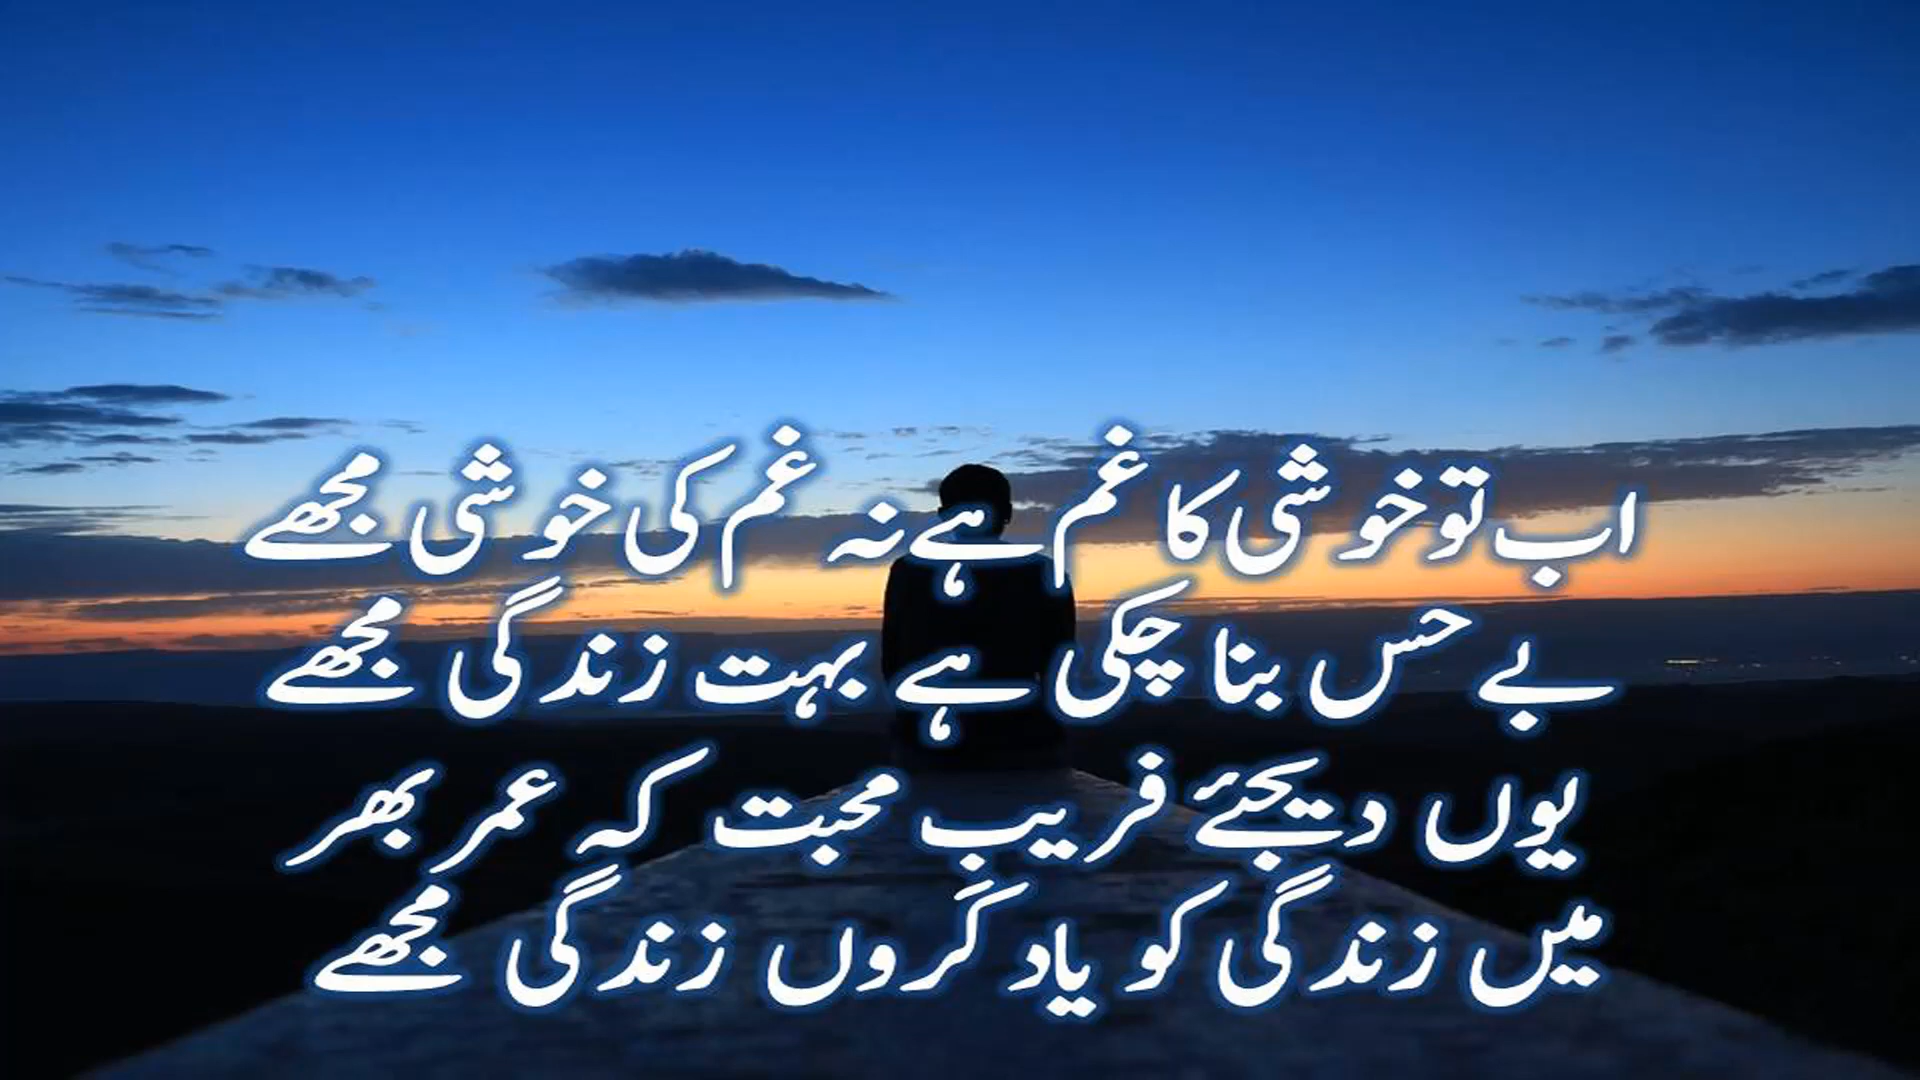 اب تو خوشی کا غم ہے نہ غم کی خوشی مجھے
بے حس بنا چکی ہے بہت زندگی مجھے
یوں دیجئے فریب محبت کہ عمر بھر
میں زندگی کو یاد کروں زندگی مجھے